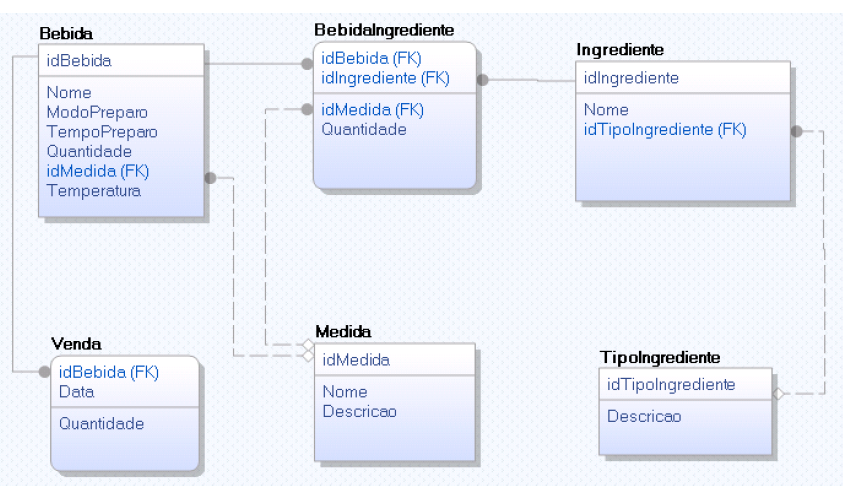 Bebida
idBebida
Nome
ModoPreparo
TempoPreparo
Quantidade
idMedida (FK)
Temperatura
BebidaIngrediente
idBebida (FK)
idIngrediente (FK)
idMedida (FK)
Quantidade
Ingrediente
idIngrediente
Nome
idTipoIngrediente (FK)
Venda
idBebida (FK)
Data
Quantidade
Medida
idMedida
Nome
Descricao
TipoIngrediente
idTipoIngrediente
Descricao